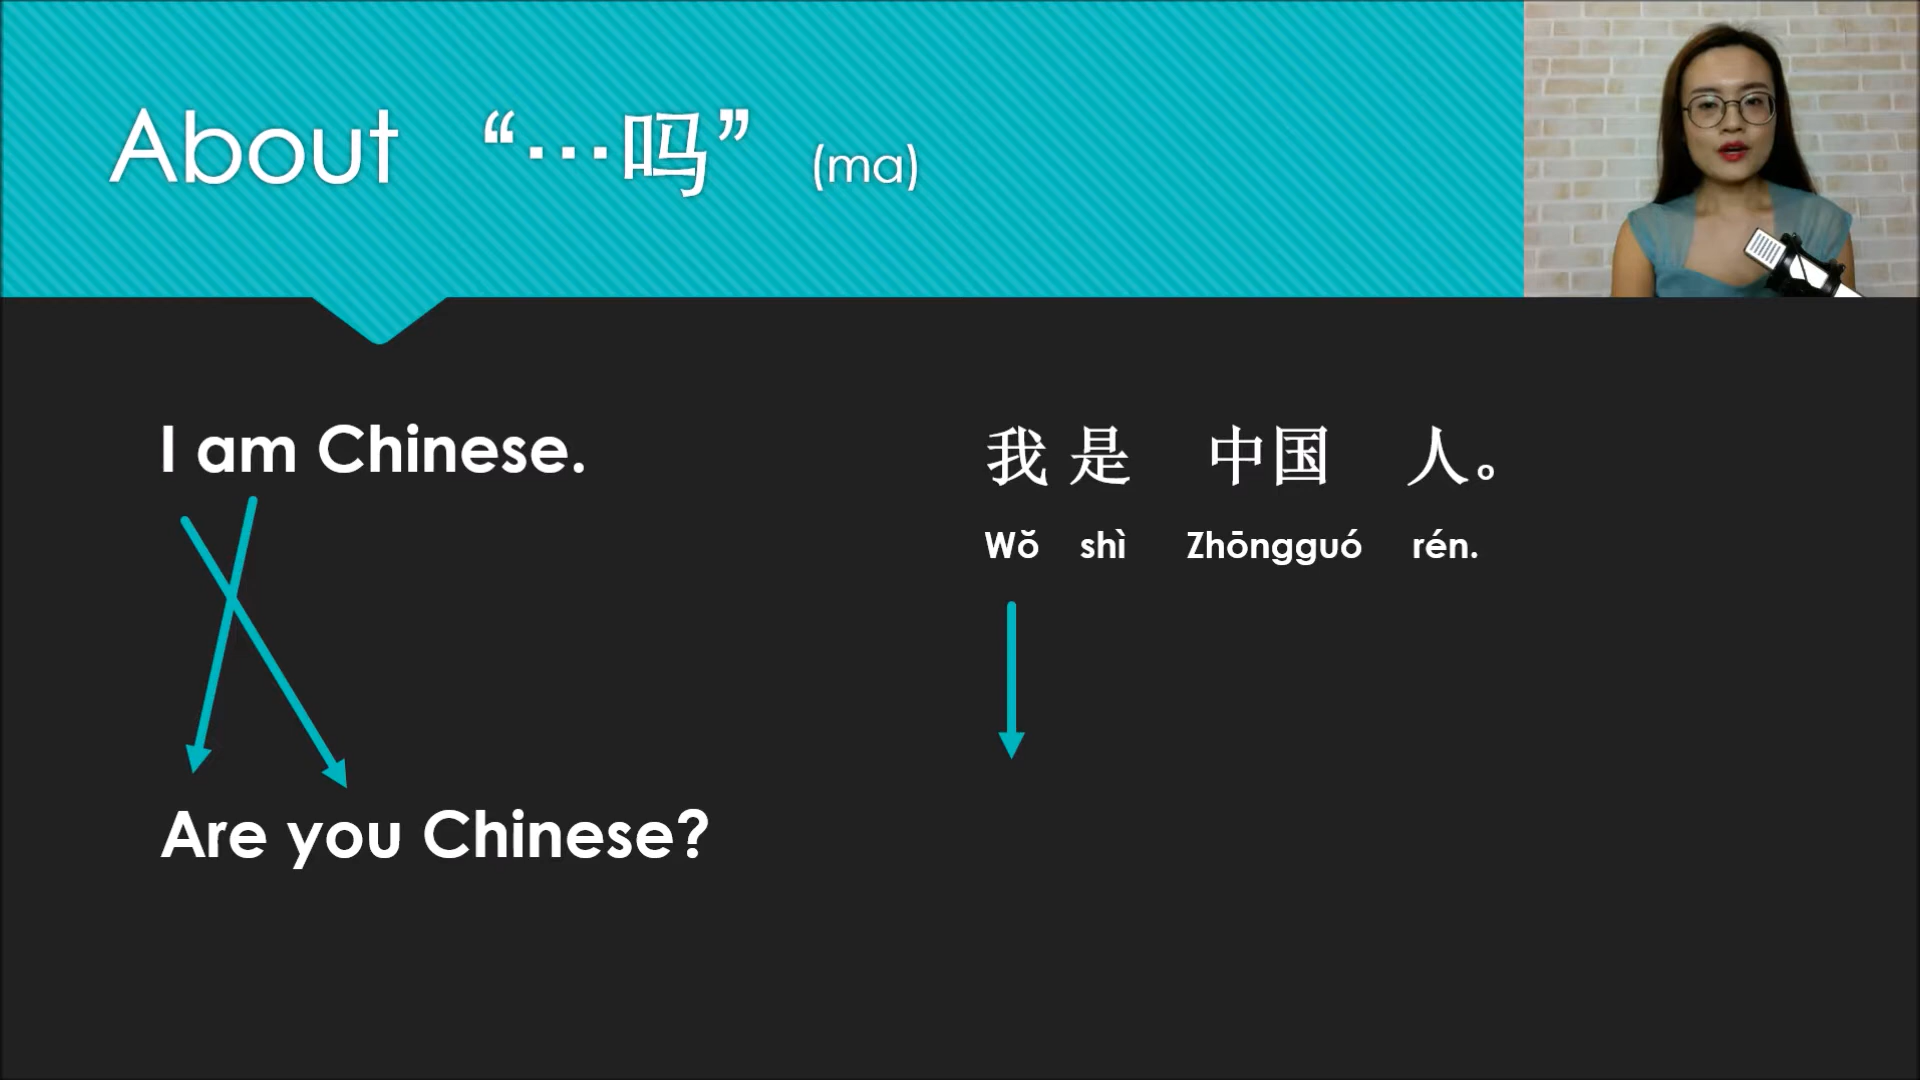 About “…吗” (ma)
I am Chinese.
我 是 中国 人。
Wǒ shì Zhōngguó rén.
Are you Chinese?